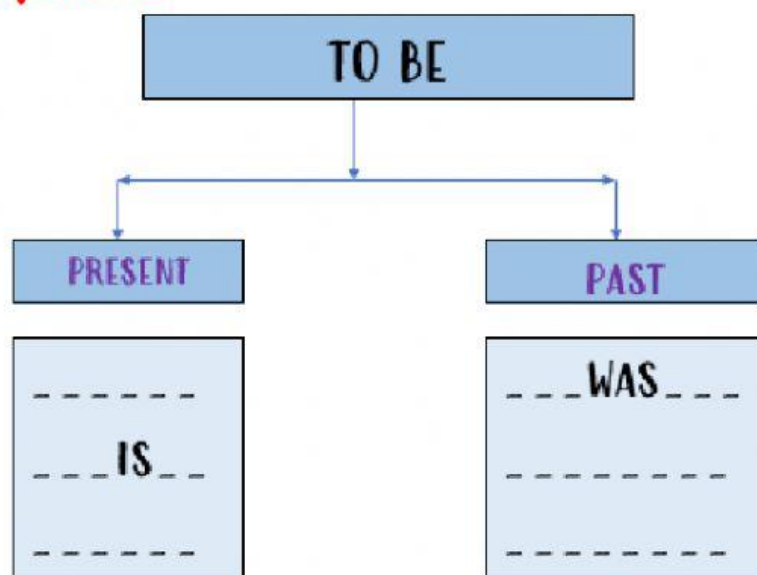 TO BE
PRESENT
PAST
_ _ _ _ _ _
_ _ _ IS _ _
_ _ _ _ _ _
_ _ _ WAS _ _ _
_ _ _ _ _ _ _ _ _
_ _ _ _ _ _ _ _ _